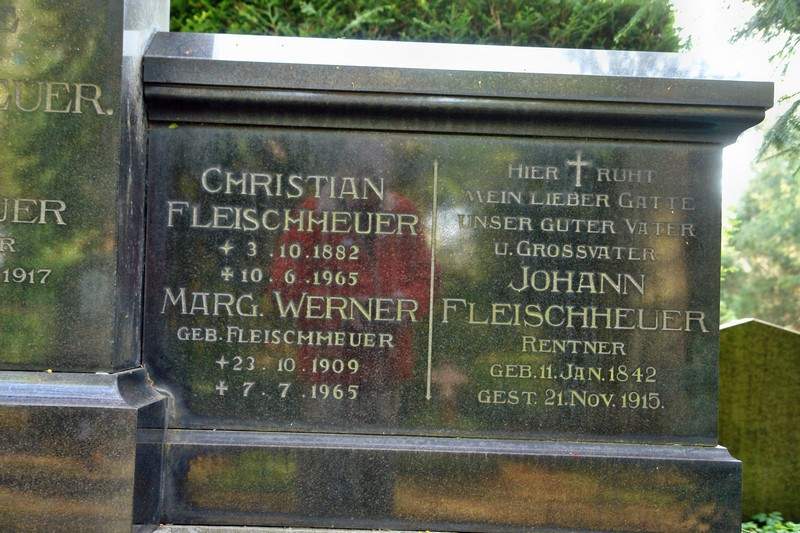 EUER.
EUER
R
1917
CHRISTIAN
FLEISCHHEUER
3.10.1882
10.6.1965
MARG. WERNER
GEB. FLEISCHHEUER
23.10.1909
7.7.1965
HIER RUHT
MEIN LIEBER GATTE
UNSER GUTER VATER
U. GROSSVATER
JOHANN
FLEISCHHEUER
RENTNER
GEB. 11. JAN. 1842
GEST. 21. NOV. 1915.